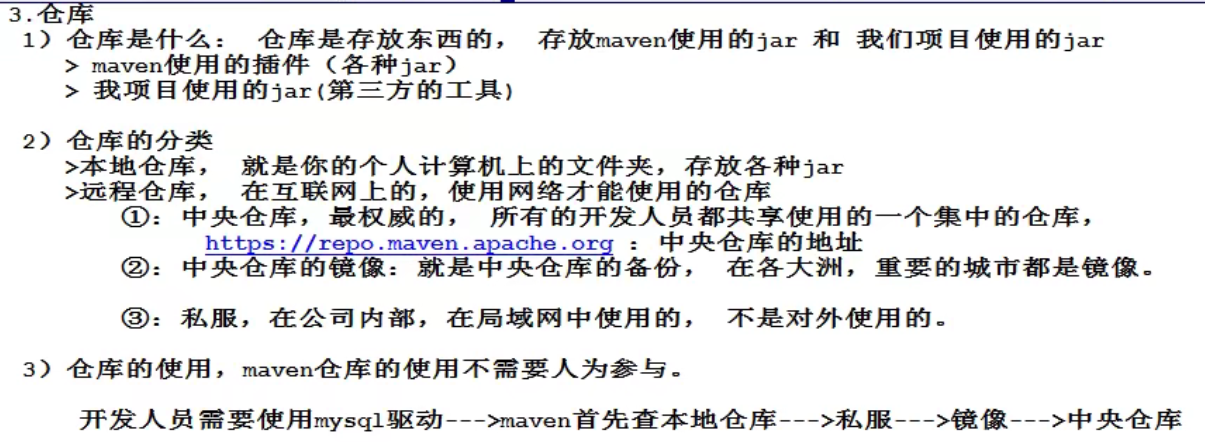 3.仓库
1）仓库是什么： 仓库是存放东西的， 存放maven使用的jar 和 我们项目使用的jar
> maven使用的插件（各种jar）
> 我项目使用的jar(第三方的工具)
2）仓库的分类
>本地仓库， 就是你的个人计算机上的文件夹，存放各种jar
>远程仓库， 在互联网上的，使用网络才能使用的仓库
①：中央仓库，最权威的， 所有的开发人员都共享使用的一个集中的仓库，
https://repo.maven.apache.org ：中央仓库的地址
②：中央仓库的镜像：就是中央仓库的备份， 在各大洲，重要的城市都是镜像。
③：私服，在公司内部，在局域网中使用的， 不是对外使用的。
3）仓库的使用，maven仓库的使用不需要人为参与。
开发人员需要使用mysql驱动--->maven首先查本地仓库--->私服--->镜像--->中央仓库